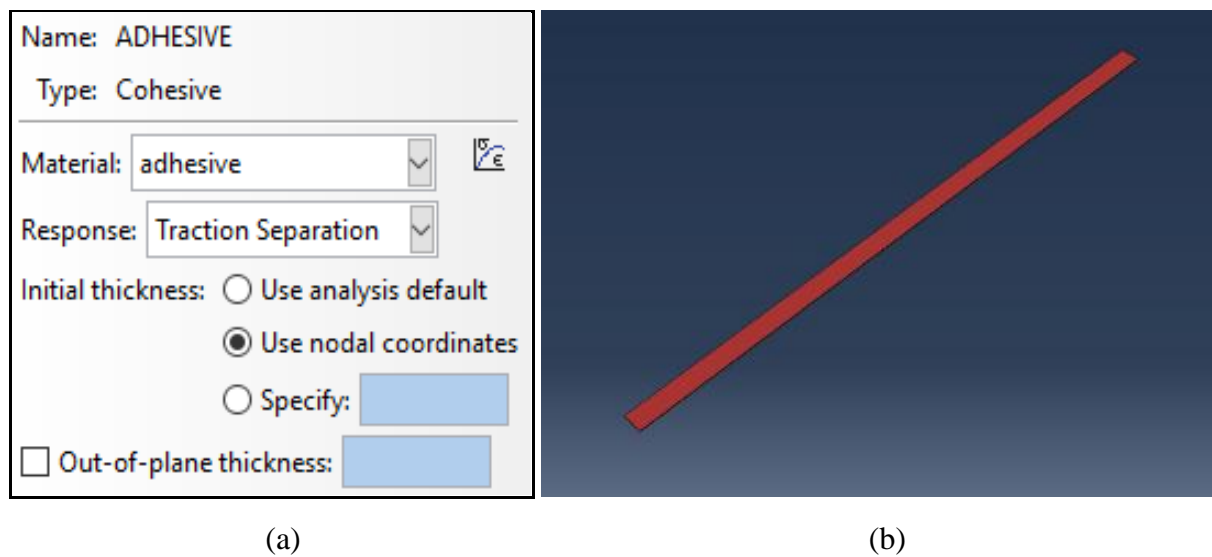 Name: ADHESIVE
Type: Cohesive
Material: adhesive
σ ε
Response: Traction Separation
Initial thickness: Use analysis default
Use nodal coordinates
Specify:
Out-of-plane thickness:
(a) (b)